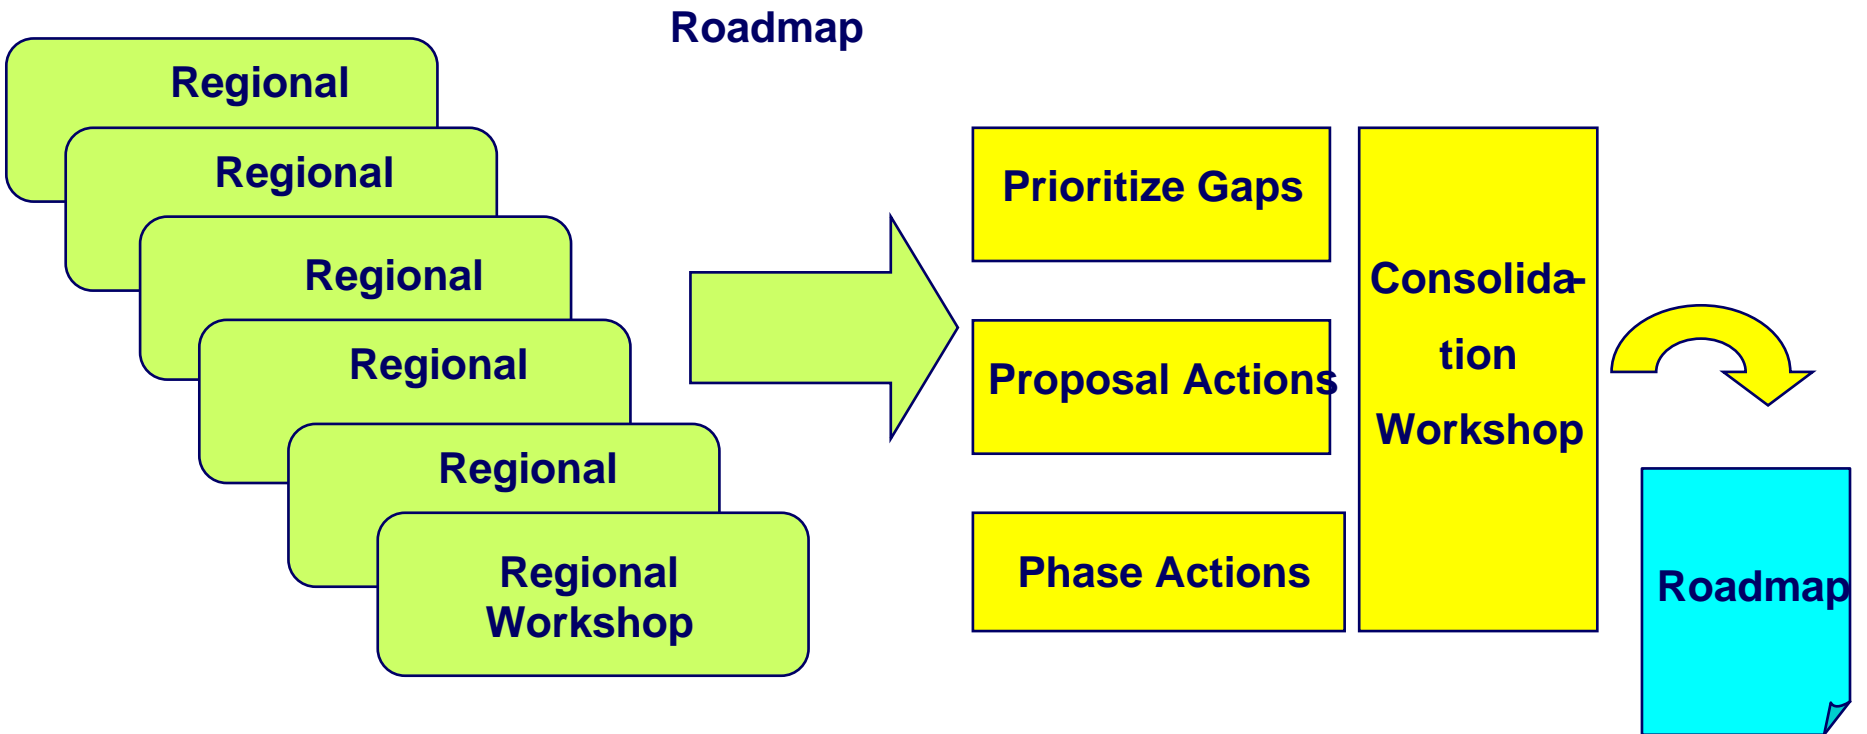 Roadmap
Regional
Regional
Regional
Regional
Regional
Regional
Workshop
Prioritize Gaps
Proposal Actions
Phase Actions
Consolida-
tion
Workshop
Roadmap